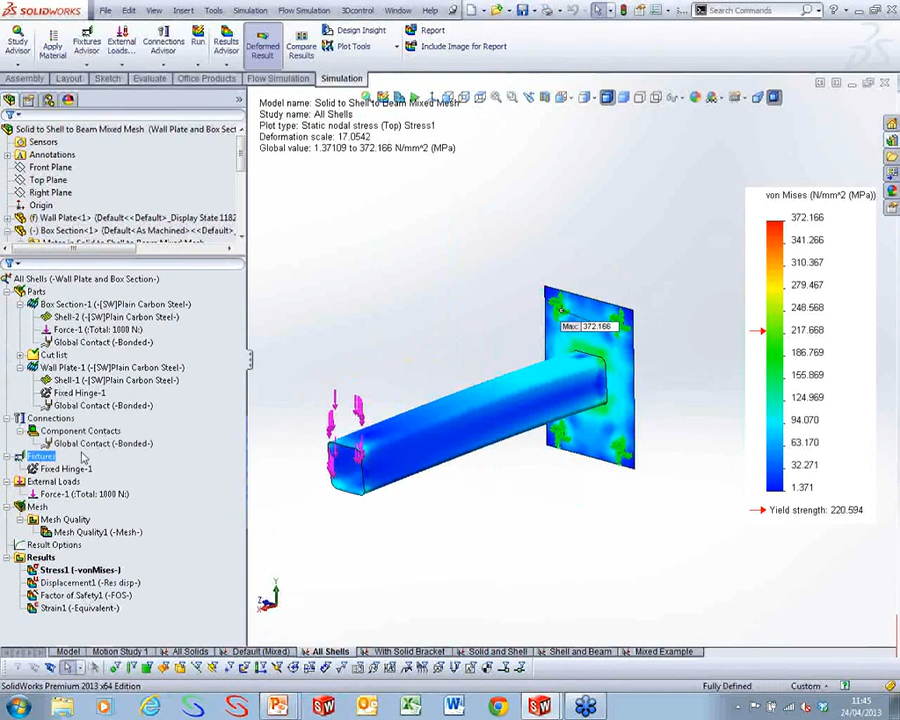 SOLIDWORKS File Edit View Insert Tools Simulation Flow Simulation 3Dcontrol Window Help Search Commands
Study Advisor
Apply Material
Fixtures Advisor
External Loads...
Connections Advisor
Run
Results Advisor
Deformed Result
Compare Results
Design Insight
Plot Tools
Report
Include Image for Report
Assembly Layout Sketch Evaluate Office Products Flow Simulation Simulation
Solid to Shell to Beam Mixed Mesh (Wall Plate and Box Sect
Sensors
Annotations
Front Plane
Top Plane
Right Plane
Origin
(f) Wall Plate<1> (Default<<Default>_Display State 1182
(-) Box Section<1> (Default<As Machined><<Default>
Mates in Solid to Shell to Beam Mixed Mesh
All Shells (-Wall Plate and Box Section-)
Parts
Box Section-1 (-[SW]Plain Carbon Steel-)
Shell-2 (-[SW]Plain Carbon Steel-)
Force-1 (:Total: 1000 N:)
Global Contact (-Bonded-)
Cut list
Wall Plate-1 (-[SW]Plain Carbon Steel-)
Shell-1 (-[SW]Plain Carbon Steel-)
Fixed Hinge-1
Global Contact (-Bonded-)
Connections
Component Contacts
Global Contact (-Bonded-)
Fixtures
Fixed Hinge-1
External Loads
Force-1 (:Total: 1000 N:)
Mesh
Mesh Quality
Mesh Quality1 (-Mesh-)
Result Options
Results
Stress1 (-vonMises-)
Displacement1 (-Res disp-)
Factor of Safety1 (-FOS-)
Strain1 (-Equivalent-)
Model name: Solid to Shell to Beam Mixed Mesh
Study name: All Shells
Plot type: Static nodal stress (Top) Stress1
Deformation scale: 17.0542
Global value: 1.37109 to 372.166 N/mm^2 (MPa)
Max: 372.166
von Mises (N/mm^2 (MPa))
372.166
341.266
310.367
279.467
248.568
217.668
186.769
155.869
124.969
94.070
63.170
32.271
1.371
Yield strength: 220.594
Y
Z
X
Model Motion Study 1 All Solids Default (Mixed) All Shells With Solid Bracket Solid and Shell Shell and Beam Mixed Example
SolidWorks Premium 2013 x64 Edition Fully Defined Custom
11:45
24/04/2013